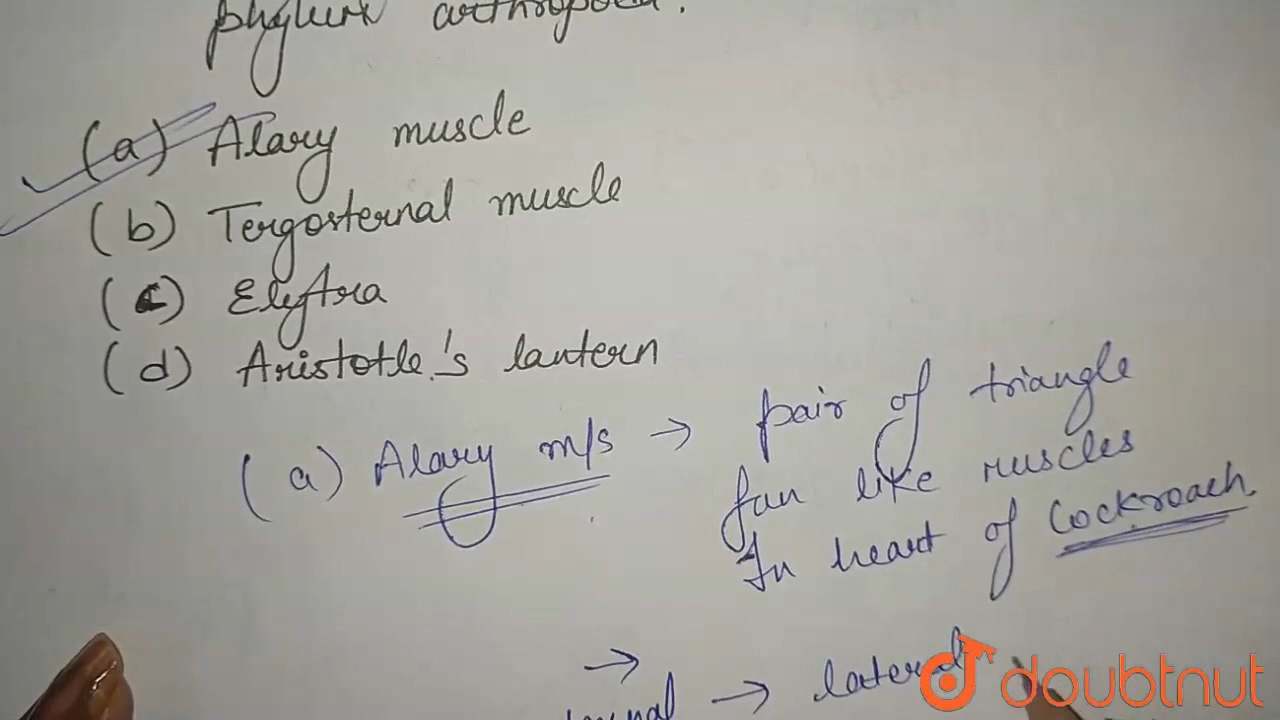 phylum arthropoda.
(a) Alary muscle
(b) Tergosternal muscle
(c) Elytra
(d) Aristotle's lantern
(a) Alary m/s → pair of triangle
fan like muscles
In heart of Cockroach
→
→ lateral
doubtnut